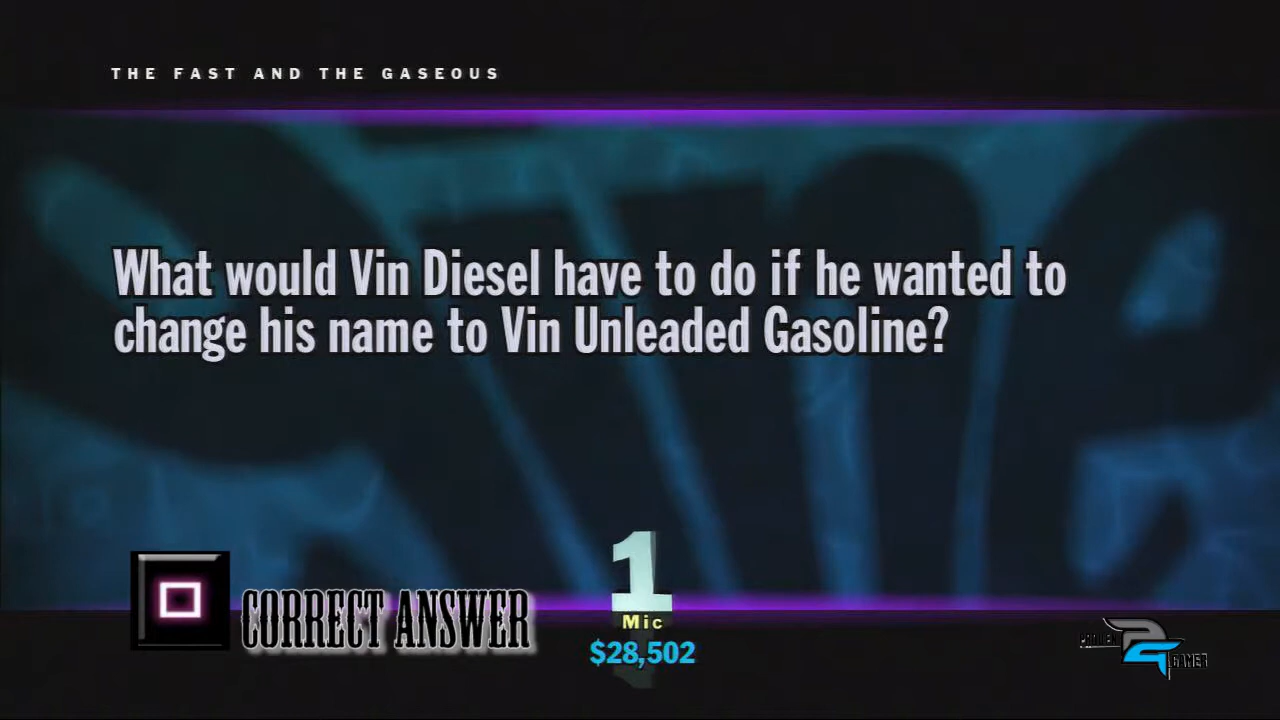 THE FAST AND THE GASEOUS
What would Vin Diesel have to do if he wanted to
change his name to Vin Unleaded Gasoline?
CORRECT ANSWER
1
Mic
$28,502
GAMER